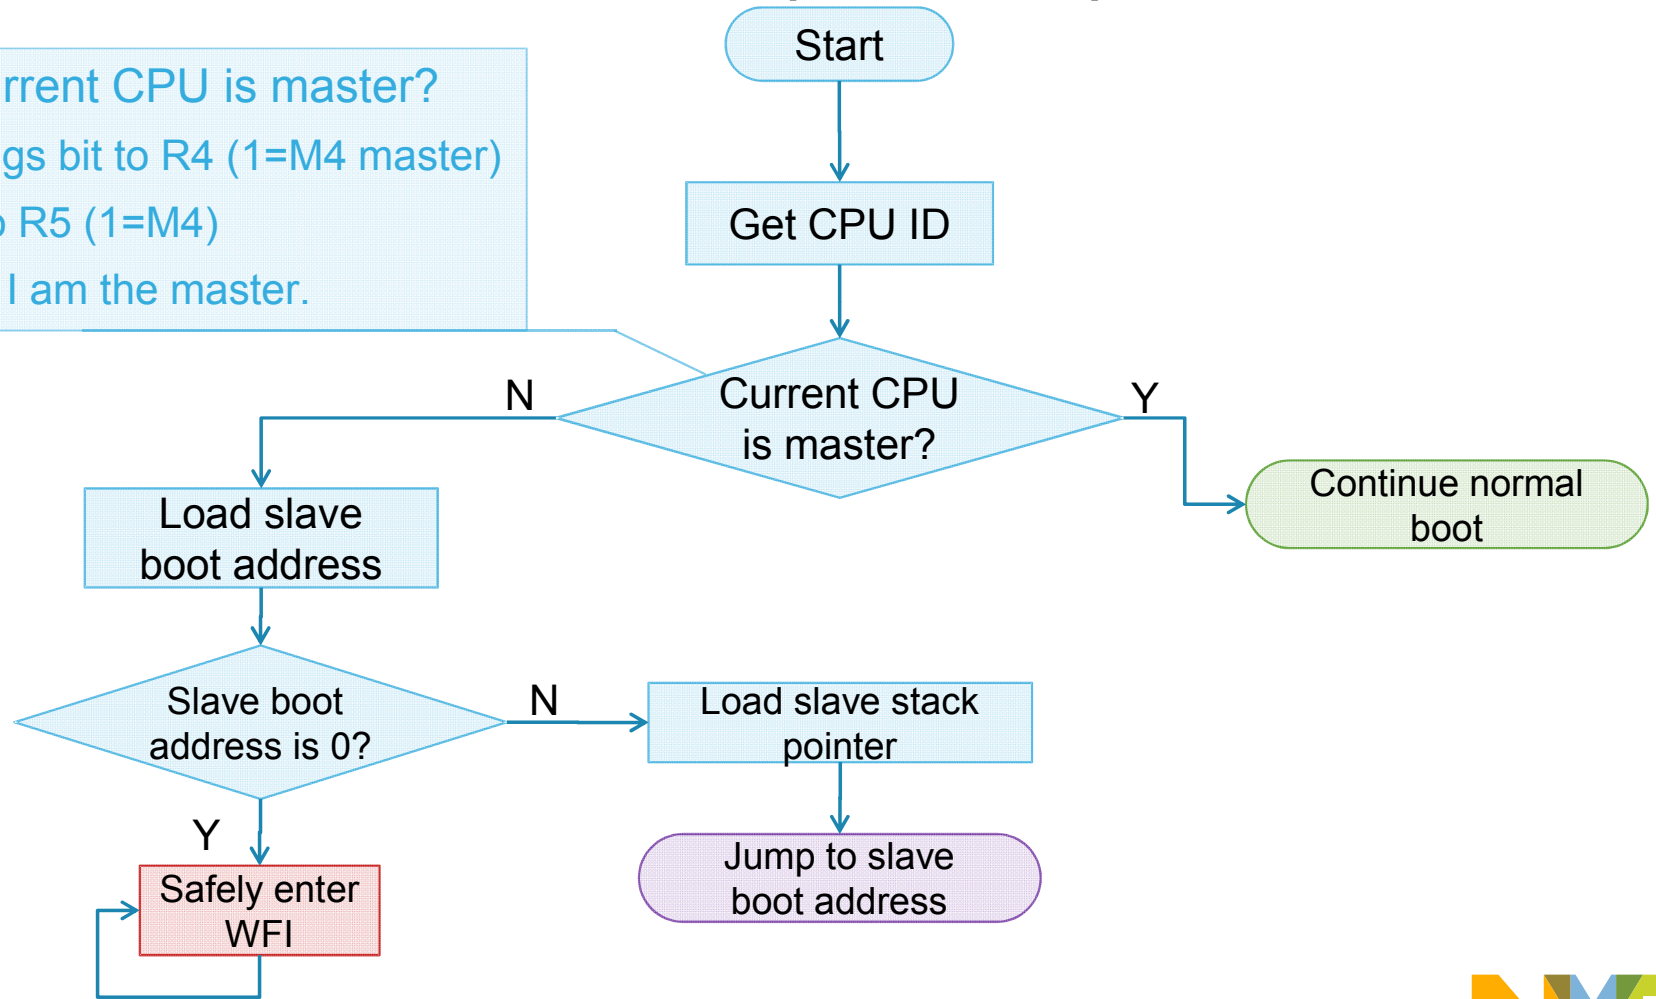 Start
rrent CPU is master?
gs bit to R4 (1=M4 master)
R5 (1=M4)
I am the master.
Get CPU ID
Current CPU
is master?
N
Y
Continue normal
boot
Load slave
boot address
Slave boot
address is 0?
N
Load slave stack
pointer
Y
Jump to slave
boot address
Safely enter
WFI